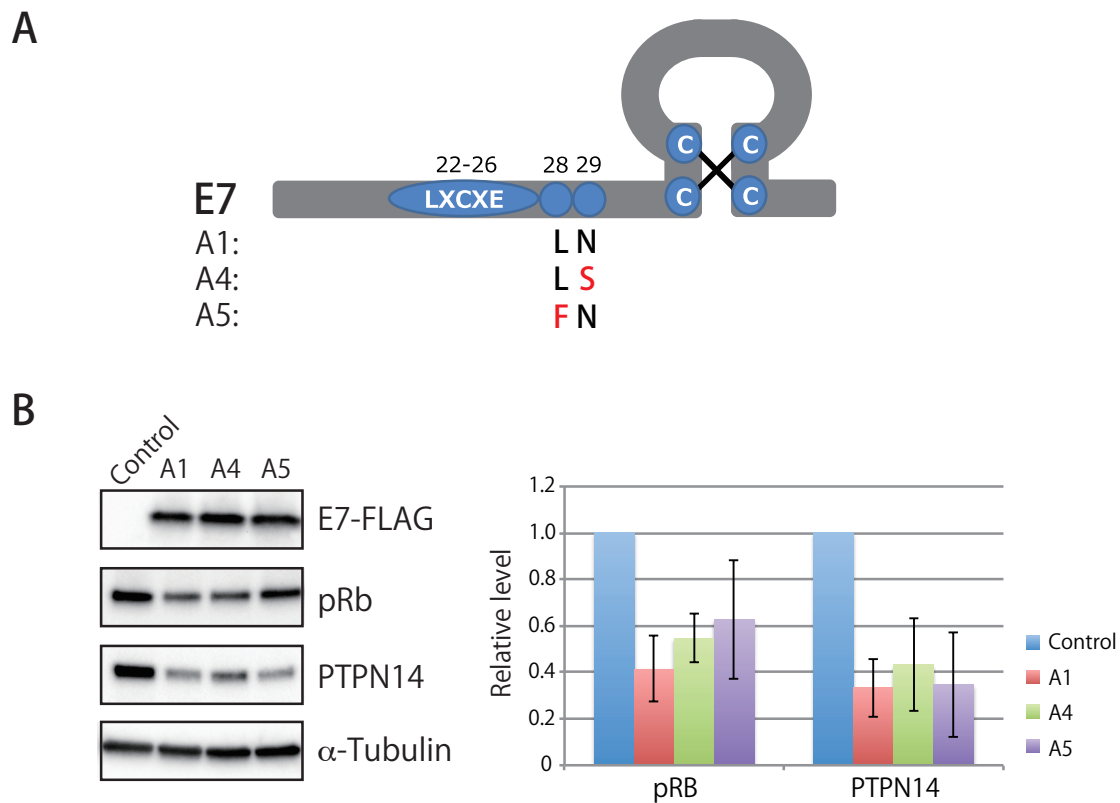 A
22-26 28 29
E7
LXCXE
C C
C C
A1: L N
A4: L S
A5: F N
B
Control A1 A4 A5
E7-FLAG
pRb
PTPN14
α-Tubulin
Relative level
1.2
1.0
0.8
0.6
0.4
0.2
0
pRB PTPN14
Control
A1
A4
A5